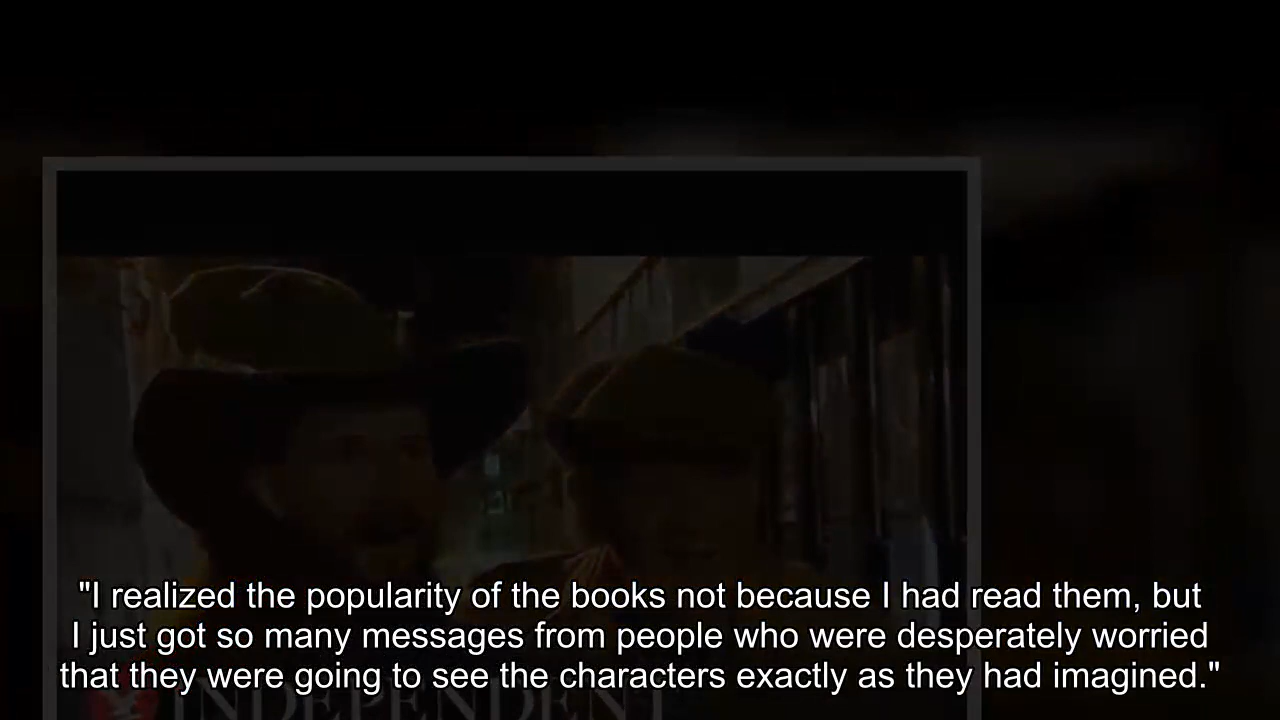 "I realized the popularity of the books not because I had read them, but
I just got so many messages from people who were desperately worried
that they were going to see the characters exactly as they had imagined."
INDEPENDENT